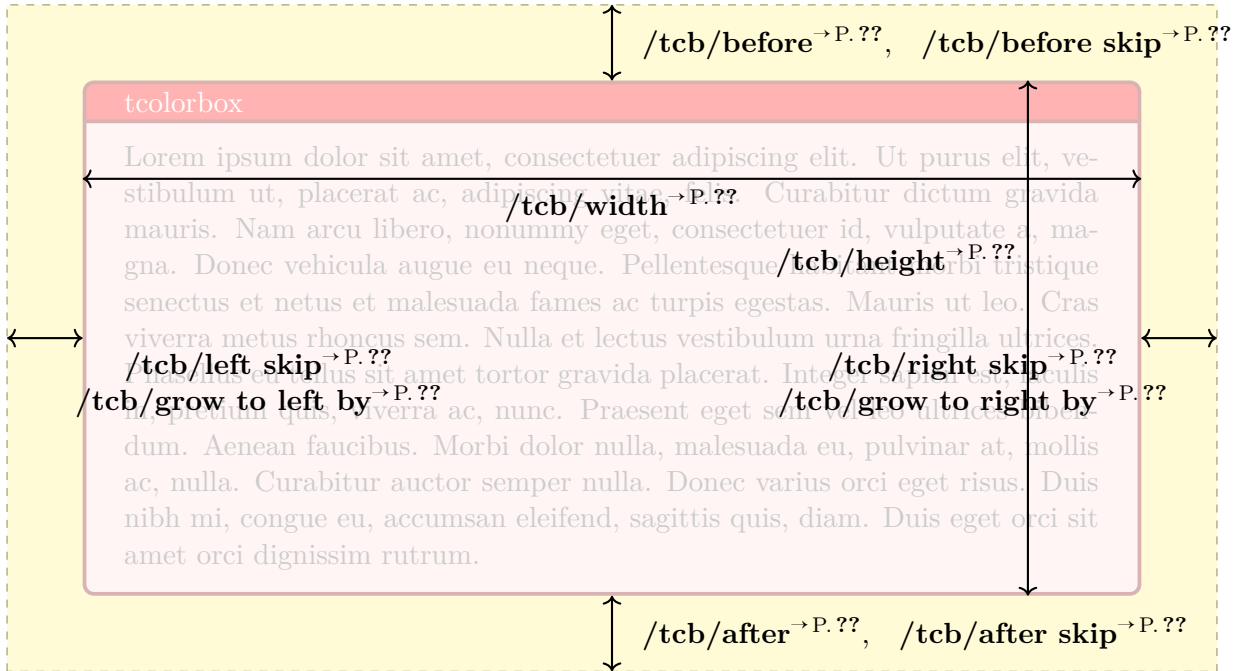 /tcb/before→P. ??, /tcb/before skip→P. ??
tcolorbox
Lorem ipsum dolor sit amet, consectetuer adipiscing elit. Ut purus elit, ve-
stibulum ut, placerat ac, adipiscing vitae, felis. Curabitur dictum gravida
/tcb/width→P. ??
mauris. Nam arcu libero, nonummy eget, consectetuer id, vulputate a, ma-
/tcb/height→P. ??
gna. Donec vehicula augue eu neque. Pellentesque habitant morbi tristique
senectus et netus et malesuada fames ac turpis egestas. Mauris ut leo. Cras
viverra metus rhoncus sem. Nulla et lectus vestibulum urna fringilla ultrices.
/tcb/left skip→P. ?? /tcb/right skip→P. ??
Phasellus eu tellus sit amet tortor gravida placerat. Integer sapien est, iaculis
/tcb/grow to left by→P. ?? /tcb/grow to right by→P. ??
in, pretium quis, viverra ac, nunc. Praesent eget sem vel leo ultrices biben-
dum. Aenean faucibus. Morbi dolor nulla, malesuada eu, pulvinar at, mollis
ac, nulla. Curabitur auctor semper nulla. Donec varius orci eget risus. Duis
nibh mi, congue eu, accumsan eleifend, sagittis quis, diam. Duis eget orci sit
amet orci dignissim rutrum.
/tcb/after→P. ??, /tcb/after skip→P. ??